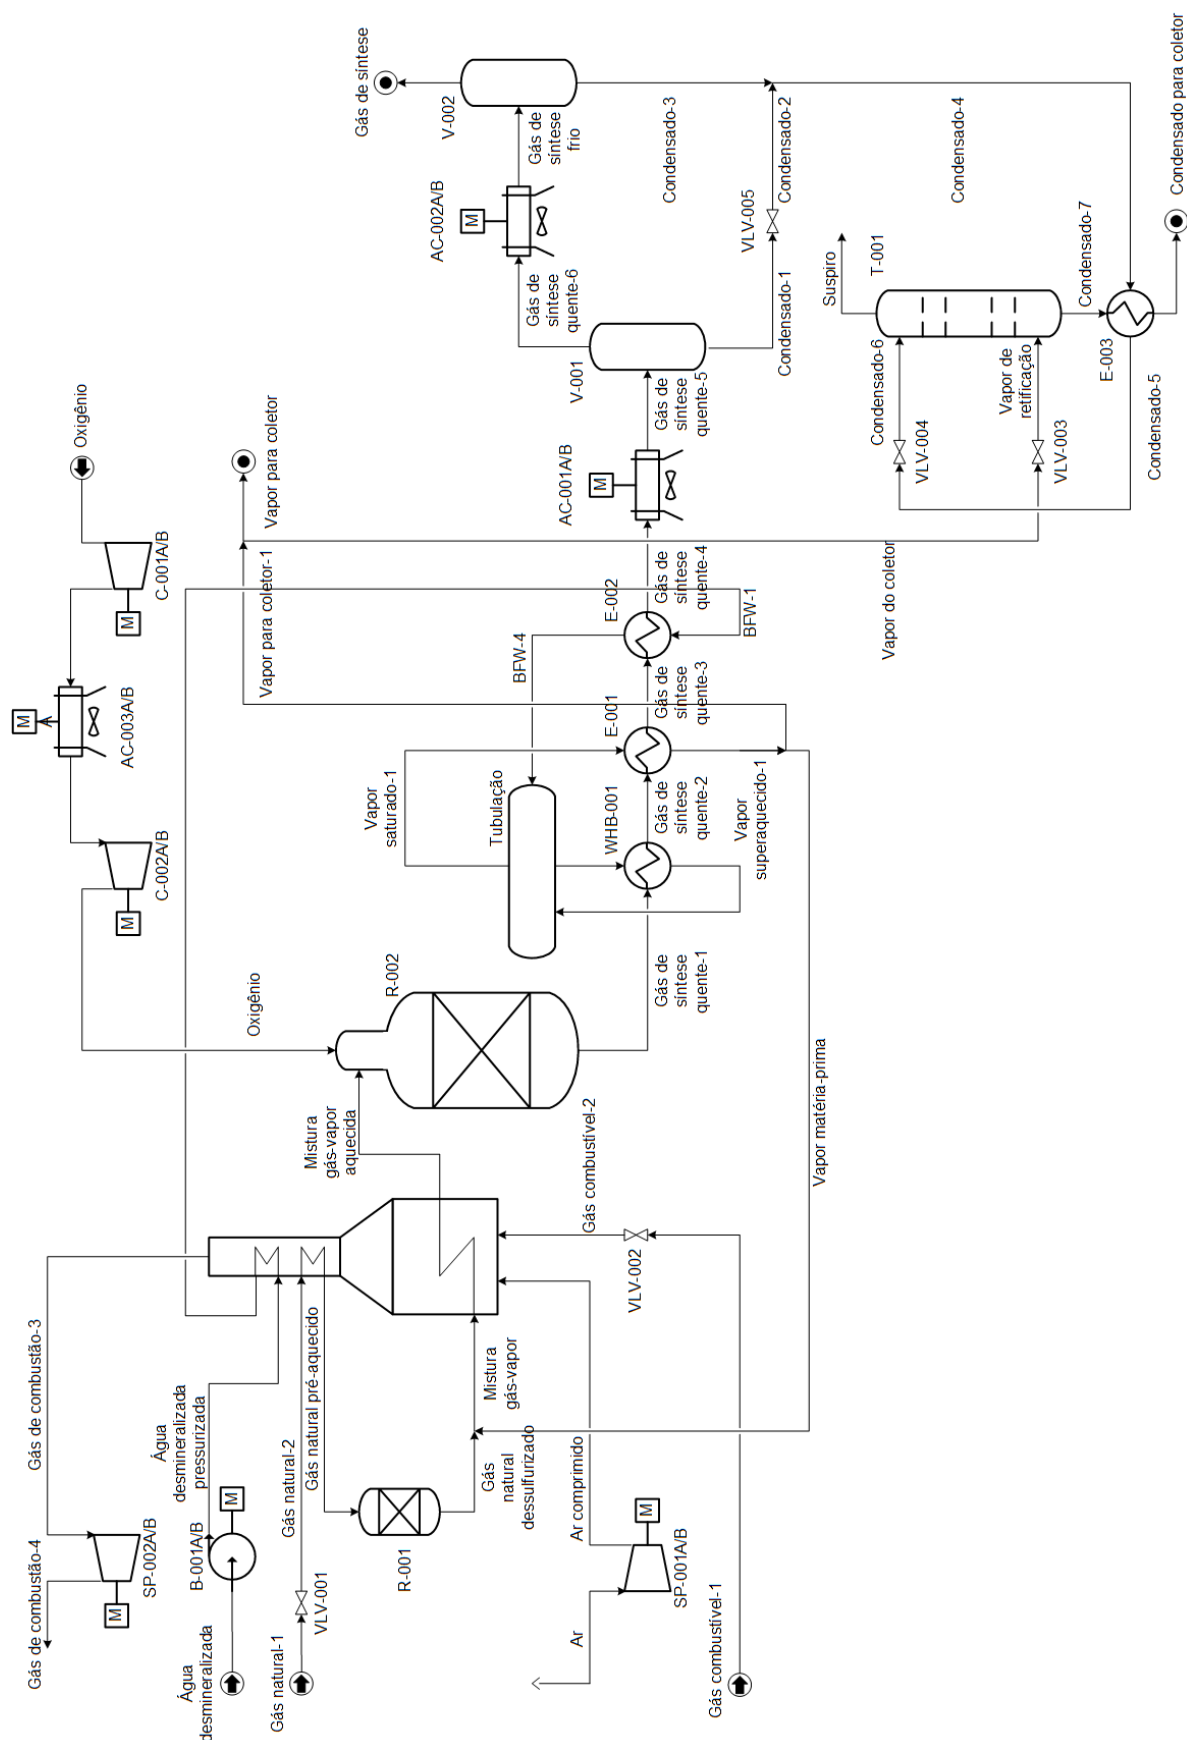 Gás de combustão-4
Gás de combustão-3
SP-002A/B
M
Água
desmineralizada
B-001A/B
M
Água
desmineralizada
pressurizada
Gás natural-1
VLV-001
Gás natural-2
Gás natural pré-aquecido
R-001
Gás
natural
dessulfurizado
Mistura
gás-vapor
Ar
SP-001A/B
M
Ar comprimido
Gás combustível-1
VLV-002
Gás combustível-2
Vapor matéria-prima
Mistura
gás-vapor
aquecida
Oxigênio
R-002
Gás de
síntese
quente-1
C-002A/B
M
AC-003A/B
M
A
C-001A/B
M
Oxigênio
Vapor para coletor
Vapor para coletor-1
Vapor
saturado-1
Tubulação
WHB-001
Gás de
síntese
quente-2
Vapor
superaquecido-1
E-001
Gás de
síntese
quente-3
BFW-4
E-002
BFW-1
Gás de
síntese
quente-4
AC-001A/B
M
Gás de
síntese
quente-5
V-001
Gás de
síntese
quente-6
AC-002A/B
M
Gás de
síntese
frio
V-002
Gás de síntese
Condensado-1
VLV-005
Condensado-2
Condensado-3
Condensado-4
Vapor do coletor
VLV-003
Vapor de
retificação
VLV-004
Condensado-6
Suspiro
T-001
Condensado-7
E-003
Condensado-5
Condensado para coletor